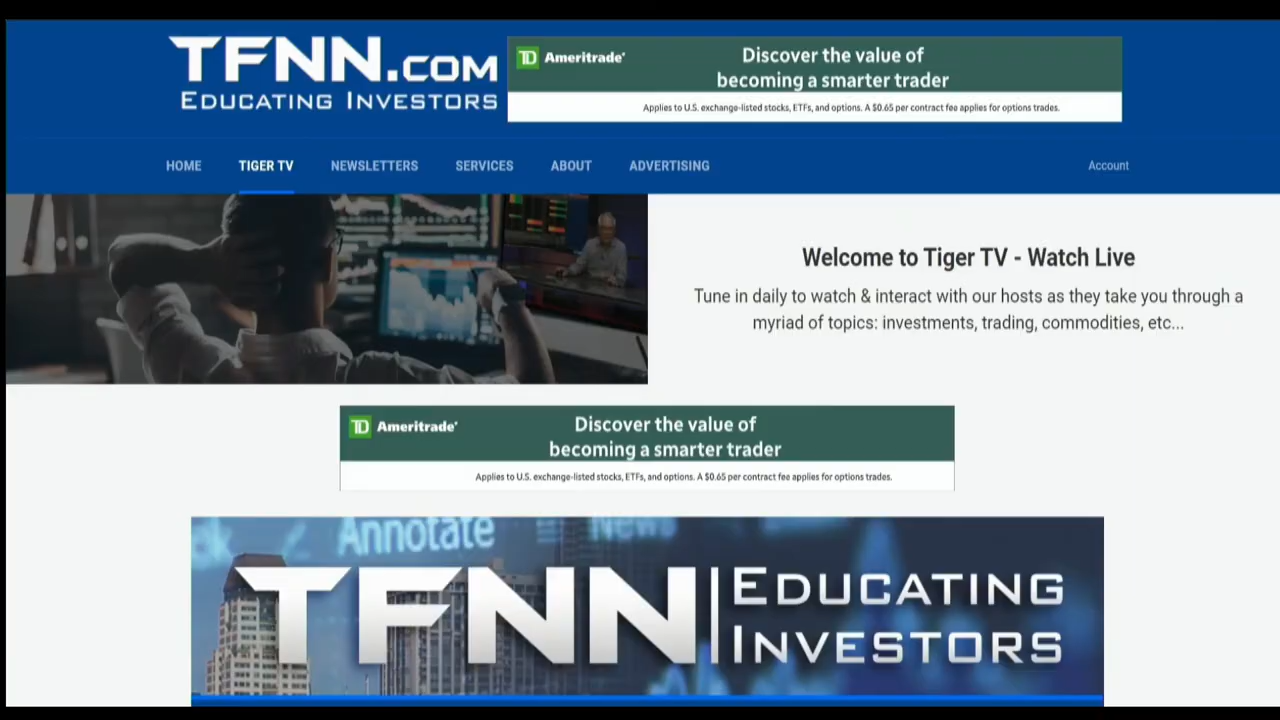 TFNN.COM
EDUCATING INVESTORS
TD Ameritrade®
Discover the value of
becoming a smarter trader
Applies to U.S. exchange-listed stocks, ETFs, and options. A $0.65 per contract fee applies for options trades.
HOME TIGER TV NEWSLETTERS SERVICES ABOUT ADVERTISING Account
Welcome to Tiger TV - Watch Live
Tune in daily to watch & interact with our hosts as they take you through a
myriad of topics: investments, trading, commodities, etc...
TD Ameritrade®
Discover the value of
becoming a smarter trader
Applies to U.S. exchange-listed stocks, ETFs, and options. A $0.65 per contract fee applies for options trades.
Annotate News
TFNN EDUCATING
INVESTORS